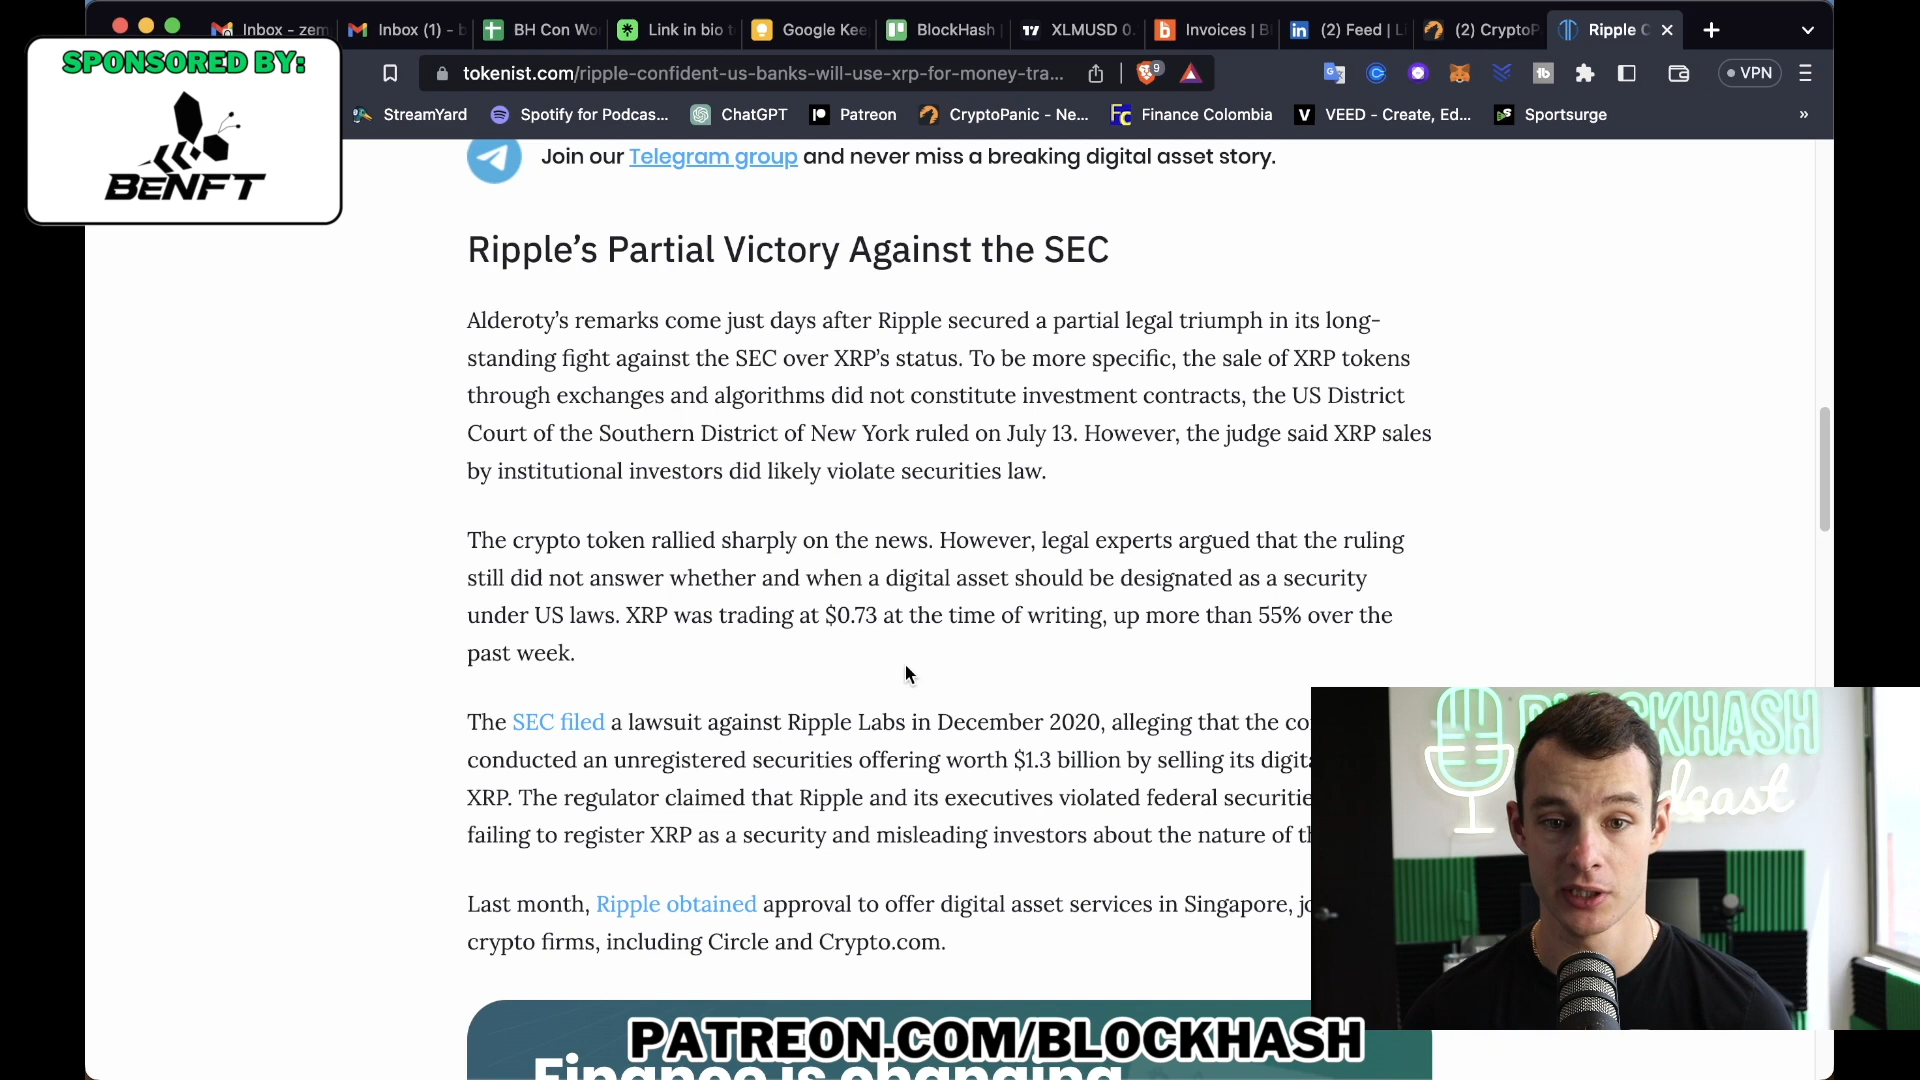 Inbox - zem
Inbox (1) - b
BH Con Wo
Link in bio
Google Kee
BlockHash
XLMUSD 0.
Invoices | B
(2) Feed | Li
(2) CryptoP
Ripple C
SPONSORED BY:
BENFT
tokenist.com/ripple-confident-us-banks-will-use-xrp-for-money-tra...
9
VPN
StreamYard
Spotify for Podcas...
ChatGPT
Patreon
CryptoPanic - Ne...
Finance Colombia
VEED - Create, Ed...
Sportsurge
»
Join our Telegram group and never miss a breaking digital asset story.
Ripple’s Partial Victory Against the SEC
Alderoty’s remarks come just days after Ripple secured a partial legal triumph in its long-
standing fight against the SEC over XRP’s status. To be more specific, the sale of XRP tokens
through exchanges and algorithms did not constitute investment contracts, the US District
Court of the Southern District of New York ruled on July 13. However, the judge said XRP sales
by institutional investors did likely violate securities law.
The crypto token rallied sharply on the news. However, legal experts argued that the ruling
still did not answer whether and when a digital asset should be designated as a security
under US laws. XRP was trading at $0.73 at the time of writing, up more than 55% over the
past week.
The SEC filed a lawsuit against Ripple Labs in December 2020, alleging that the co
conducted an unregistered securities offering worth $1.3 billion by selling its digita
XRP. The regulator claimed that Ripple and its executives violated federal securitie
failing to register XRP as a security and misleading investors about the nature of th
Last month, Ripple obtained approval to offer digital asset services in Singapore, jo
crypto firms, including Circle and Crypto.com.
BLOCKHASH
dcast
PATREON.COM/BLOCKHASH
Finance is changing